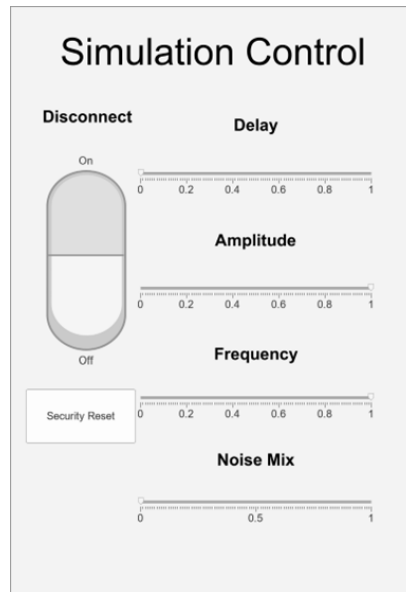 Simulation Control
Disconnect
On
Off
Security Reset
Delay
0 0.2 0.4 0.6 0.8 1
Amplitude
0 0.2 0.4 0.6 0.8 1
Frequency
0 0.2 0.4 0.6 0.8 1
Noise Mix
0 0.5 1